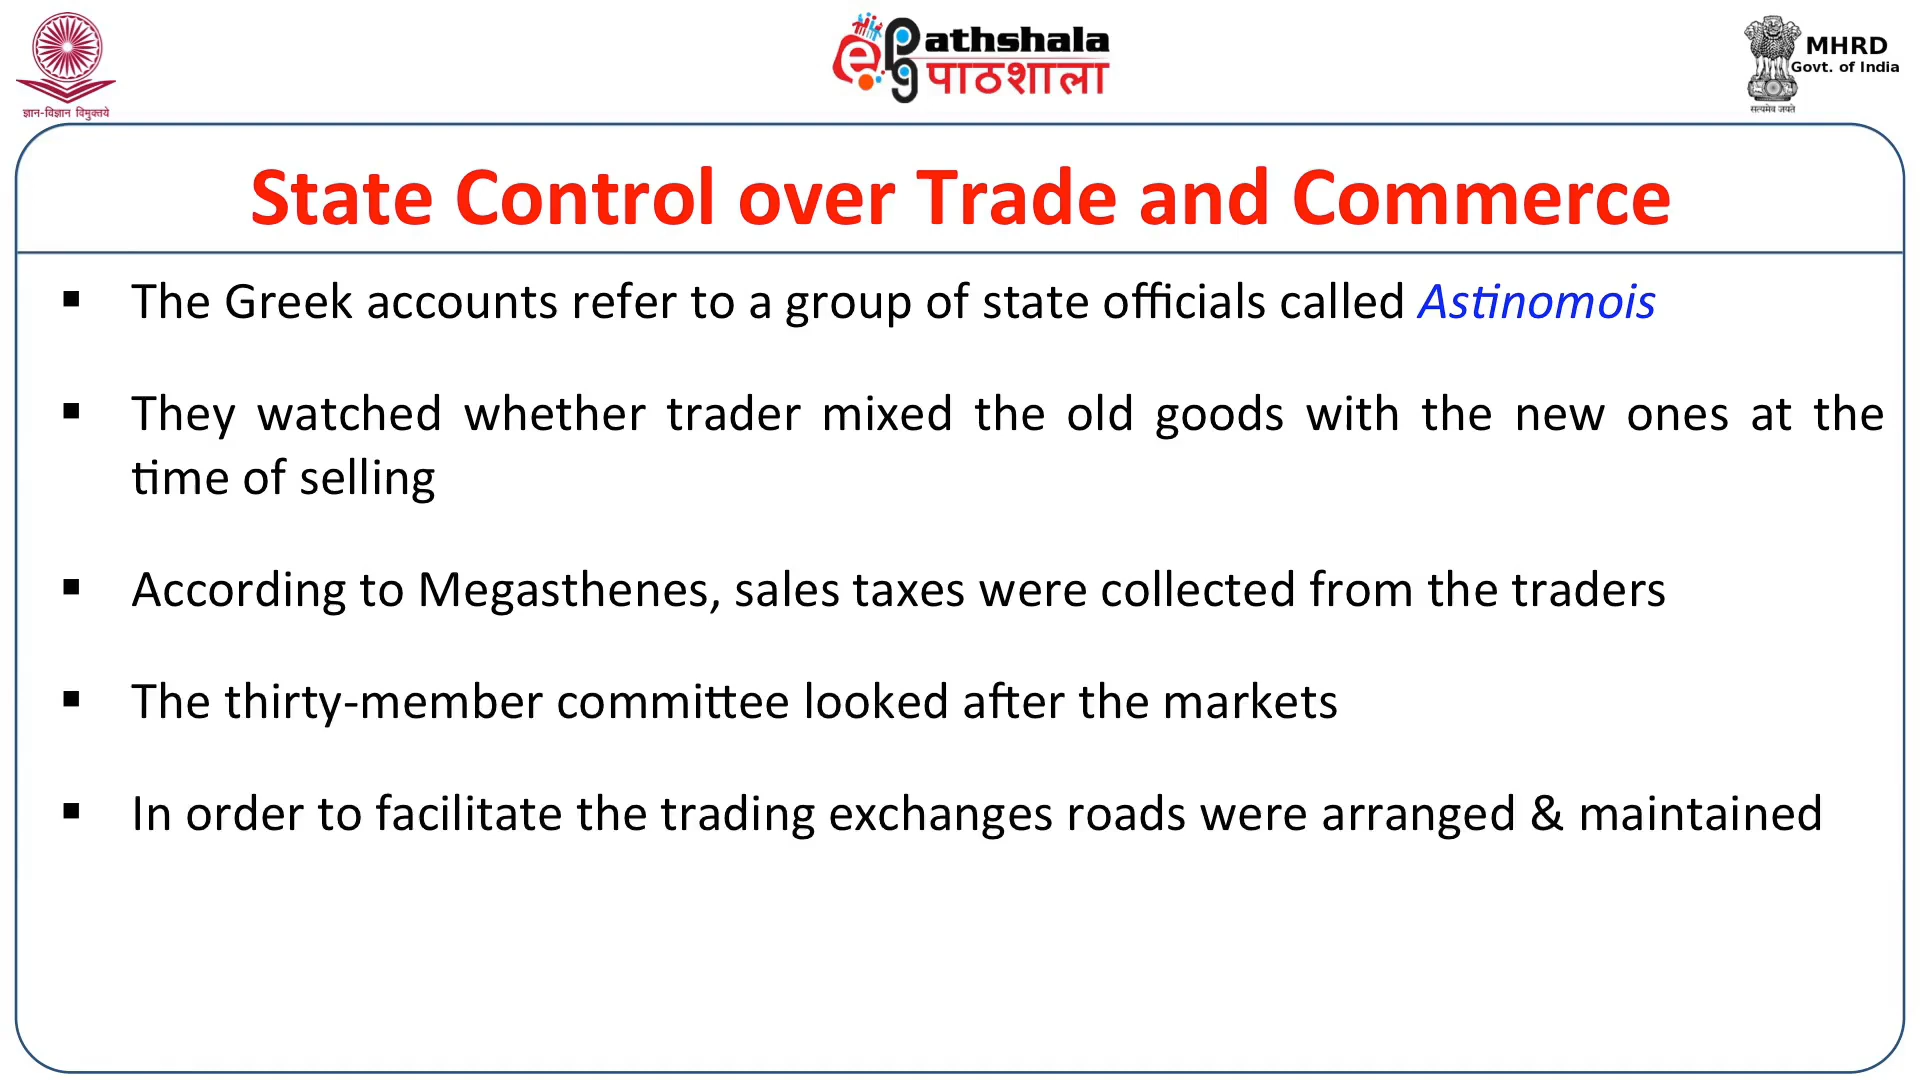 ज्ञान-विज्ञान विमुक्तये
e Pg Pathshala
पाठशाला
MHRD
Govt. of India
सत्यमेव जयते
State Control over Trade and Commerce
▪ The Greek accounts refer to a group of state officials called Astinomois
▪ They watched whether trader mixed the old goods with the new ones at the
time of selling
▪ According to Megasthenes, sales taxes were collected from the traders
▪ The thirty-member committee looked after the markets
▪ In order to facilitate the trading exchanges roads were arranged & maintained